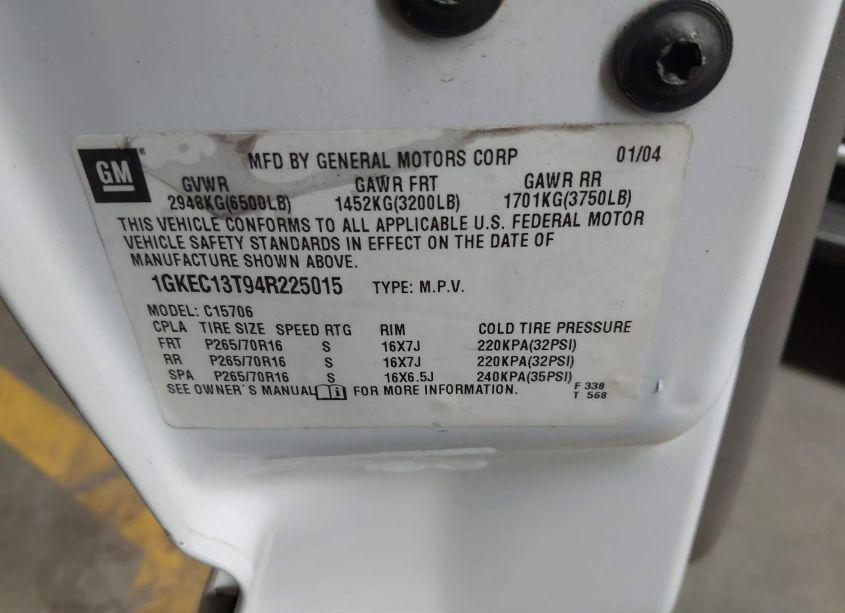 GM ® MFD BY GENERAL MOTORS CORP 01/04
GVWR GAWR FRT GAWR RR
2948KG(6500LB) 1452KG(3200LB) 1701KG(3750LB)
THIS VEHICLE CONFORMS TO ALL APPLICABLE U.S. FEDERAL MOTOR
VEHICLE SAFETY STANDARDS IN EFFECT ON THE DATE OF
MANUFACTURE SHOWN ABOVE.
1GKEC13T94R225015 TYPE: M.P.V.
MODEL: C15706
CPLA TIRE SIZE SPEED RTG RIM COLD TIRE PRESSURE
FRT P265/70R16 S 16X7J 220KPA(32PSI)
RR P265/70R16 S 16X7J 220KPA(32PSI)
SPA P265/70R16 S 16X6.5J 240KPA(35PSI)
SEE OWNER'S MANUAL i FOR MORE INFORMATION. F 338
T 568